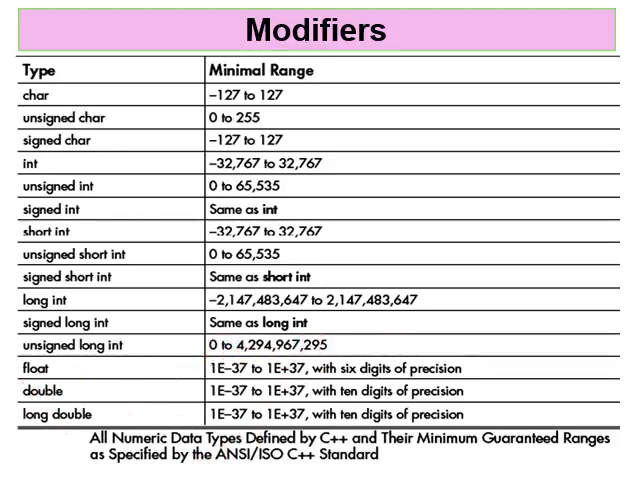 Modifiers
Type Minimal Range
char –127 to 127
unsigned char 0 to 255
signed char –127 to 127
int –32,767 to 32,767
unsigned int 0 to 65,535
signed int Same as int
short int –32,767 to 32,767
unsigned short int 0 to 65,535
signed short int Same as short int
long int –2,147,483,647 to 2,147,483,647
signed long int Same as long int
unsigned long int 0 to 4,294,967,295
float 1E–37 to 1E+37, with six digits of precision
double 1E–37 to 1E+37, with ten digits of precision
long double 1E–37 to 1E+37, with ten digits of precision
All Numeric Data Types Defined by C++ and Their Minimum Guaranteed Ranges
as Specified by the ANSI/ISO C++ Standard